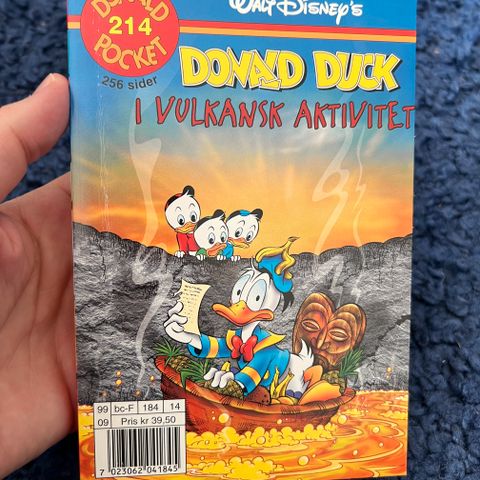 DONALD
214
POCKET
256 sider
WALT DISNEY'S
DONALD DUCK
I VULKANSK AKTIVITET
99 bc-F 184 14
09 Pris kr 39,50
7 023062 041845